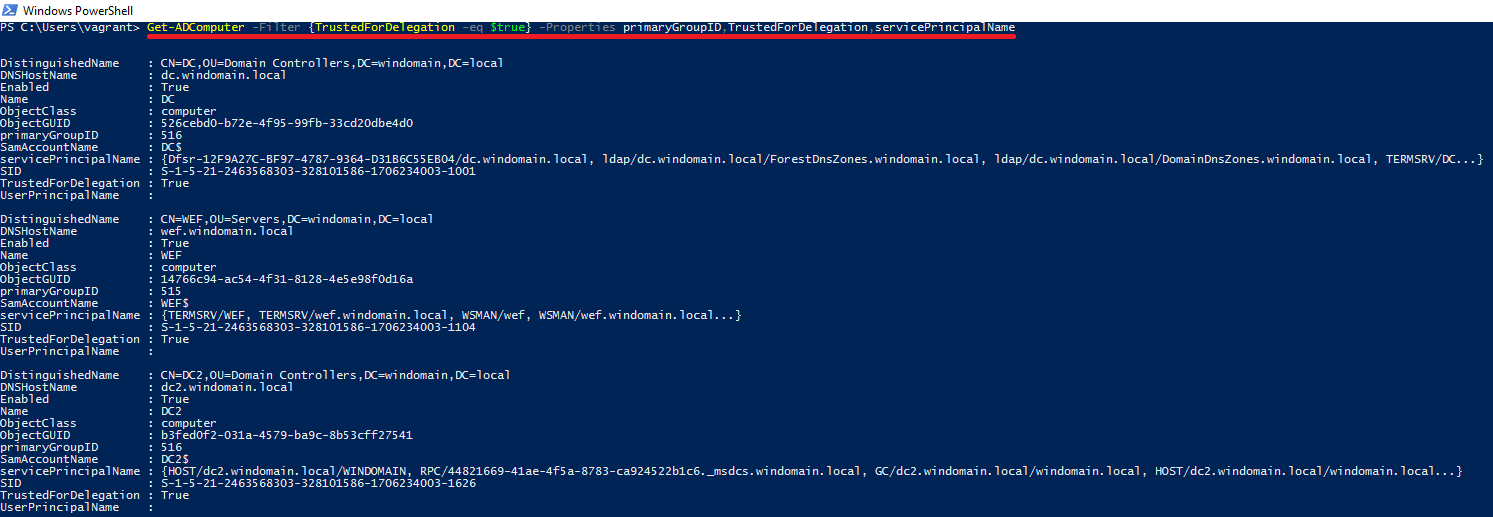 Windows PowerShell
PS C:\Users\vagrant> Get-ADComputer -Filter {TrustedForDelegation -eq $true} -Properties primaryGroupID,TrustedForDelegation,servicePrincipalName
DistinguishedName : CN=DC,OU=Domain Controllers,DC=windomain,DC=local
DNSHostName : dc.windomain.local
Enabled : True
Name : DC
ObjectClass : computer
ObjectGUID : 526cebd0-b72e-4f95-99fb-33cd20dbe4d0
primaryGroupID : 516
SamAccountName : DC$
servicePrincipalName : {Dfsr-12F9A27C-BF97-4787-9364-D31B6C55EB04/dc.windomain.local, ldap/dc.windomain.local/ForestDnsZones.windomain.local, ldap/dc.windomain.local/DomainDnsZones.windomain.local, TERMSRV/DC...}
SID : S-1-5-21-2463568303-328101586-1706234003-1001
TrustedForDelegation : True
UserPrincipalName :
DistinguishedName : CN=WEF,OU=Servers,DC=windomain,DC=local
DNSHostName : wef.windomain.local
Enabled : True
Name : WEF
ObjectClass : computer
ObjectGUID : 14766c94-ac54-4f31-8128-4e5e98f0d16a
primaryGroupID : 515
SamAccountName : WEF$
servicePrincipalName : {TERMSRV/WEF, TERMSRV/wef.windomain.local, WSMAN/wef, WSMAN/wef.windomain.local...}
SID : S-1-5-21-2463568303-328101586-1706234003-1104
TrustedForDelegation : True
UserPrincipalName :
DistinguishedName : CN=DC2,OU=Domain Controllers,DC=windomain,DC=local
DNSHostName : dc2.windomain.local
Enabled : True
Name : DC2
ObjectClass : computer
ObjectGUID : b3fed0f2-031a-4579-ba9c-8b53cff27541
primaryGroupID : 516
SamAccountName : DC2$
servicePrincipalName : {HOST/dc2.windomain.local/WINDOMAIN, RPC/44821669-41ae-4f5a-8783-ca924522b1c6._msdcs.windomain.local, GC/dc2.windomain.local/windomain.local, HOST/dc2.windomain.local/windomain.local...}
SID : S-1-5-21-2463568303-328101586-1706234003-1626
TrustedForDelegation : True
UserPrincipalName :